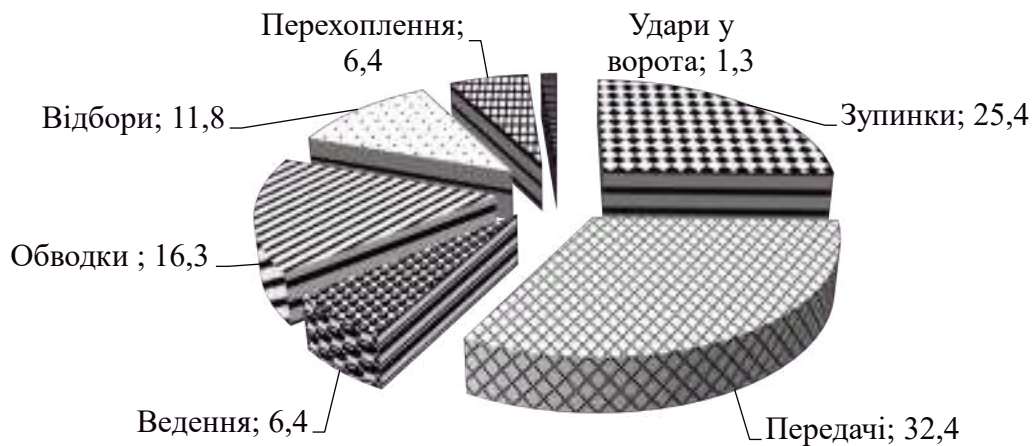 Перехоплення;
6,4
Удари у
ворота; 1,3
Відбори; 11,8
Зупинки; 25,4
Обводки ; 16,3
Ведення; 6,4
Передачі; 32,4